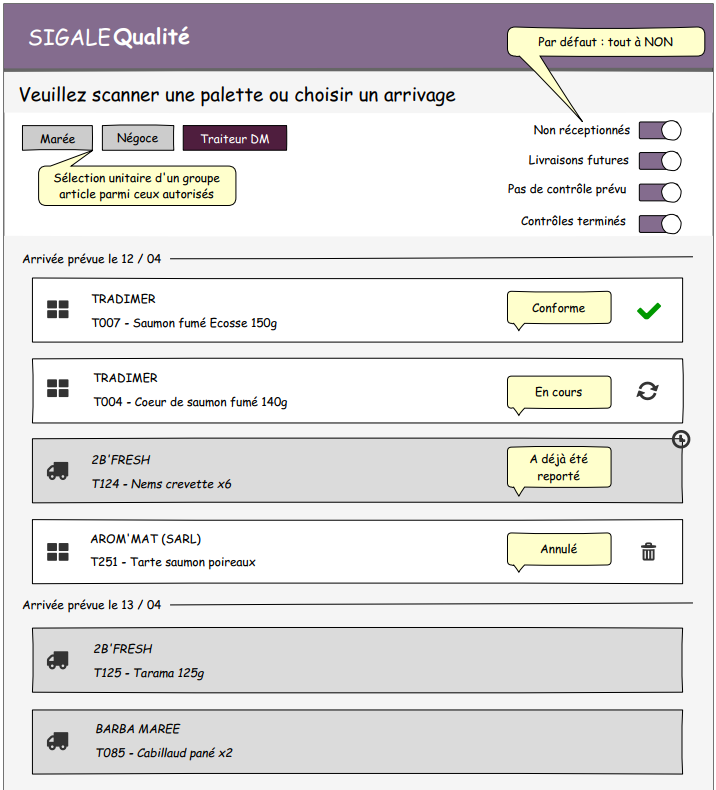 SIGALE Qualité
Par défaut : tout à NON
Veuillez scanner une palette ou choisir un arrivage
Marée
Négoce
Traiteur DM
Sélection unitaire d'un groupe
article parmi ceux autorisés
Non réceptionnés
Livraisons futures
Pas de contrôle prévu
Contrôles terminés
Arrivée prévue le 12 / 04
TRADIMER
T007 - Saumon fumé Ecosse 150g
Conforme
TRADIMER
T004 - Coeur de saumon fumé 140g
En cours
2B'FRESH
T124 - Nems crevette x6
A déjà été
reporté
AROM'MAT (SARL)
T251 - Tarte saumon poireaux
Annulé
Arrivée prévue le 13 / 04
2B'FRESH
T125 - Tarama 125g
BARBA MAREE
T085 - Cabillaud pané x2